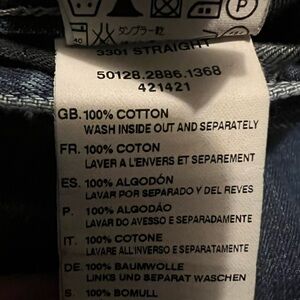 40
P
タンブラー乾
3301 STRAIGHT
50128.2886.1368
421421
GB. 100% COTTON
WASH INSIDE OUT AND SEPARATELY
FR. 100% COTON
LAVER A L'ENVERS ET SEPAREMENT
ES. 100% ALGODÓN
LAVAR POR SEPARADO Y DEL REVES
P. 100% ALGODÃO
LAVAR DO AVESSO E SEPARADAMENTE
IT. 100% COTONE
LAVARE ALL'INVERSO E SEPARATAMENTE
DE. 100% BAUMWOLLE
LINKS UND SEPARAT WASCHEN
S. 100% BOMULL